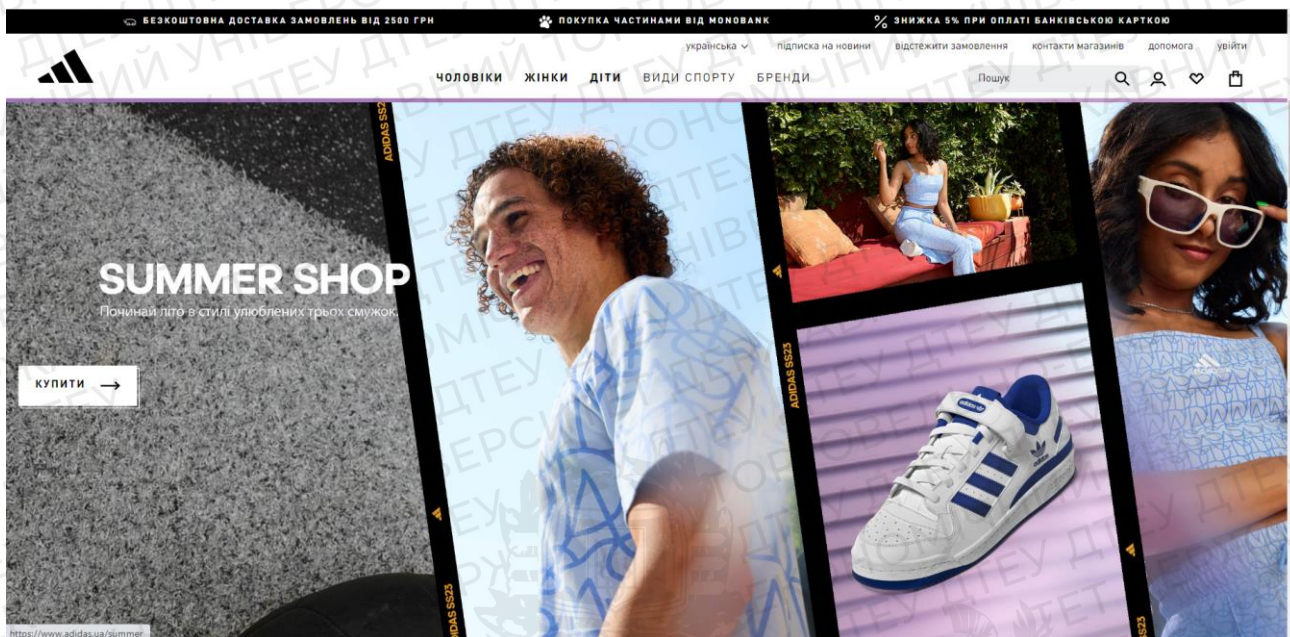 БЕЗКОШТОВНА ДОСТАВКА ЗАМОВЛЕНЬ ВІД 2500 ГРН
ПОКУПКА ЧАСТИНАМИ ВІД MONOBANK
ЗНИЖКА 5% ПРИ ОПЛАТІ БАНКІВСЬКОЮ КАРТКОЮ
українська
підписка на новини
відстежити замовлення
контакти магазинів
допомога
увійти
ЧОЛОВІКИ
ЖІНКИ
ДІТИ
ВИДИ СПОРТУ
БРЕНДИ
Пошук
ADIDAS SS23
SUMMER SHOP
Починай літо в стилі улюблених трьох смужок.
КУПИТИ
ADIDAS SS23
adidas
adidas
ADIDAS SS23
SS23
https://www.adidas.ua/summer